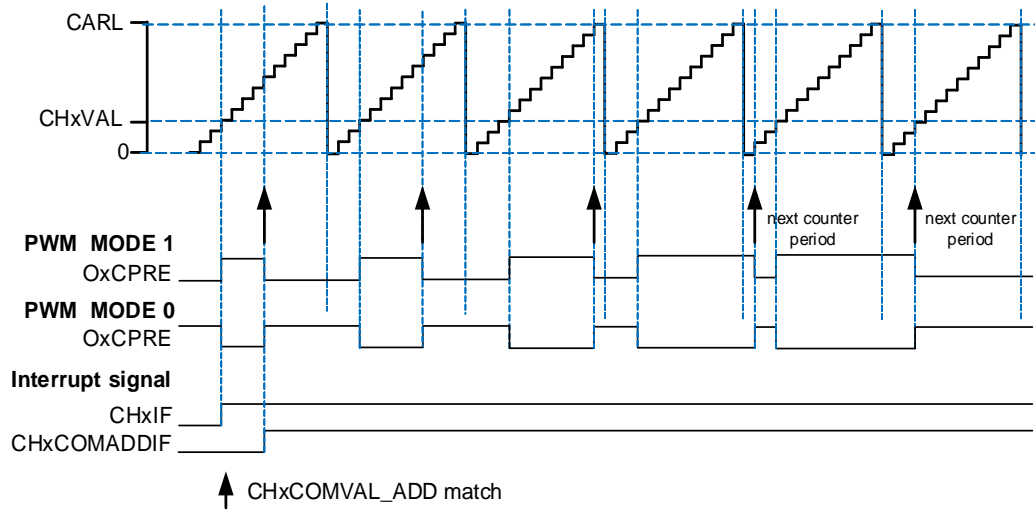 CARL
CHxVAL
0
next counter
period
next counter
period
PWM MODE 1
OxCPRE
PWM MODE 0
OxCPRE
Interrupt signal
CHxIF
CHxCOMADDIF
CHxCOMVAL_ADD match